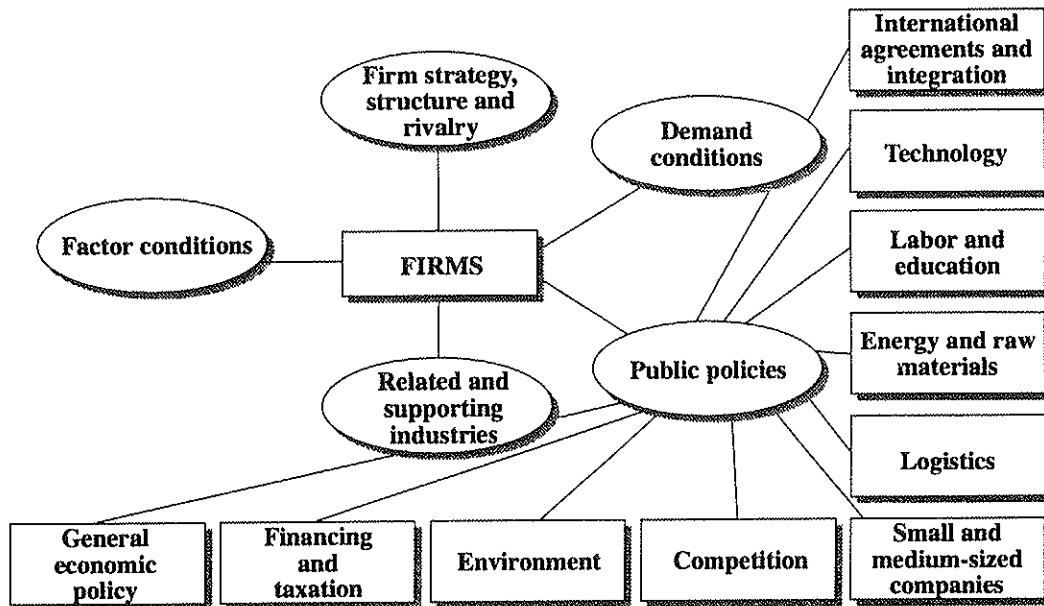 International
agreements and
integration
Firm strategy,
structure and
rivalry
Demand
conditions
Technology
Factor conditions
FIRMS
Labor and
education
Energy and raw
materials
Related and
supporting
industries
Public policies
Logistics
General
economic
policy
Financing
and
taxation
Environment
Competition
Small and
medium-sized
companies